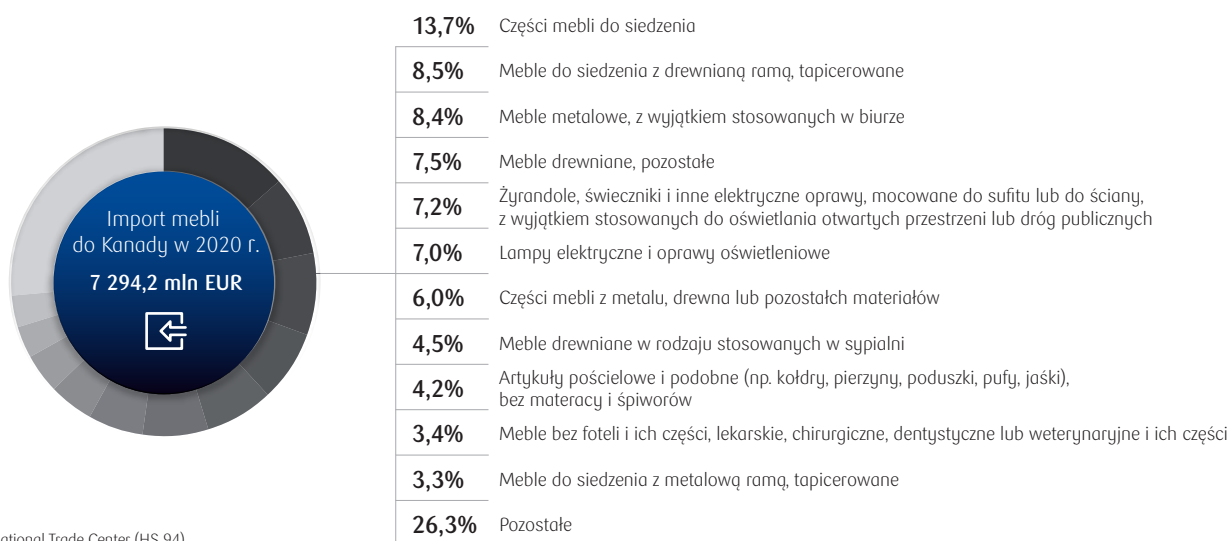 13,7% Części mebli do siedzenia
8,5% Meble do siedzenia z drewnianą ramą, tapicerowane
8,4% Meble metalowe, z wyjątkiem stosowanych w biurze
7,5% Meble drewniane, pozostałe
7,2% Żyrandole, świeczniki i inne elektryczne oprawy, mocowane do sufitu lub do ściany,
z wyjątkiem stosowanych do oświetlania otwartych przestrzeni lub dróg publicznych
7,0% Lampy elektryczne i oprawy oświetleniowe
6,0% Części mebli z metalu, drewna lub pozostałch materiałów
4,5% Meble drewniane w rodzaju stosowanych w sypialni
4,2% Artykuły pościelowe i podobne (np. kołdry, pierzyny, poduszki, pufy, jaśki),
bez materacy i śpiworów
3,4% Meble bez foteli i ich części, lekarskie, chirurgiczne, dentystyczne lub weterynaryjne i ich części
3,3% Meble do siedzenia z metalową ramą, tapicerowane
26,3% Pozostałe
Import mebli
do Kanady w 2020 r.
7 294,2 mln EUR
Trade Center (HS 94)